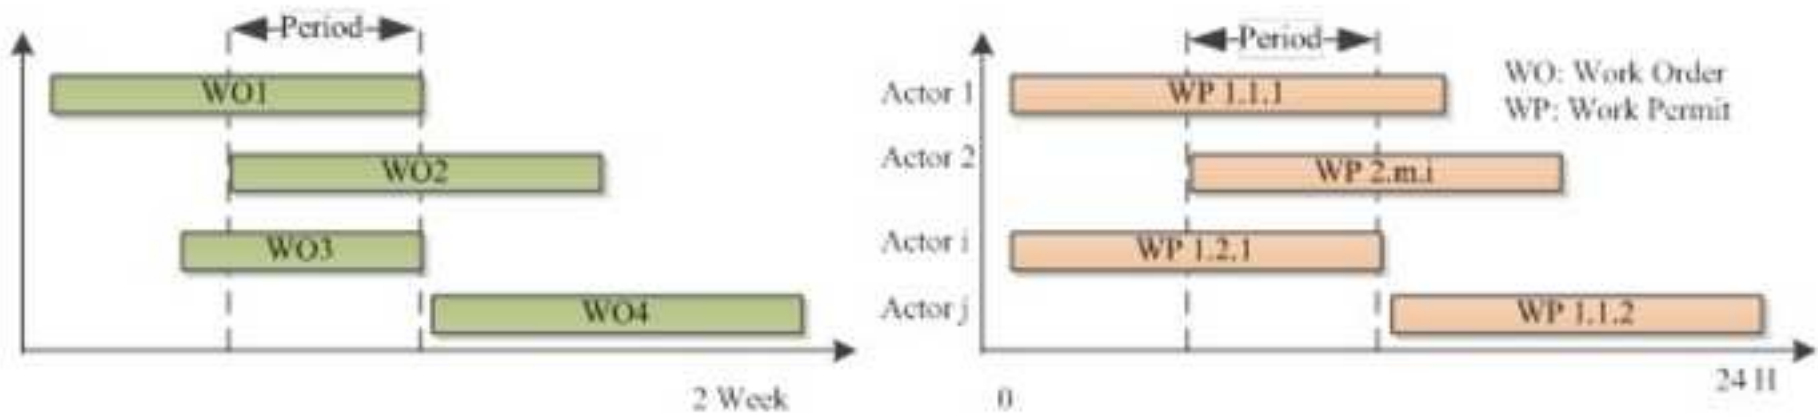 Period
WO1
WO2
WO3
WO4
2 Week
Period
Actor 1
WP 1.1.1
Actor 2
WP 2.m.i
Actor i
WP 1.2.1
Actor j
WP 1.1.2
0
24 H
WO: Work Order
WP: Work Permit